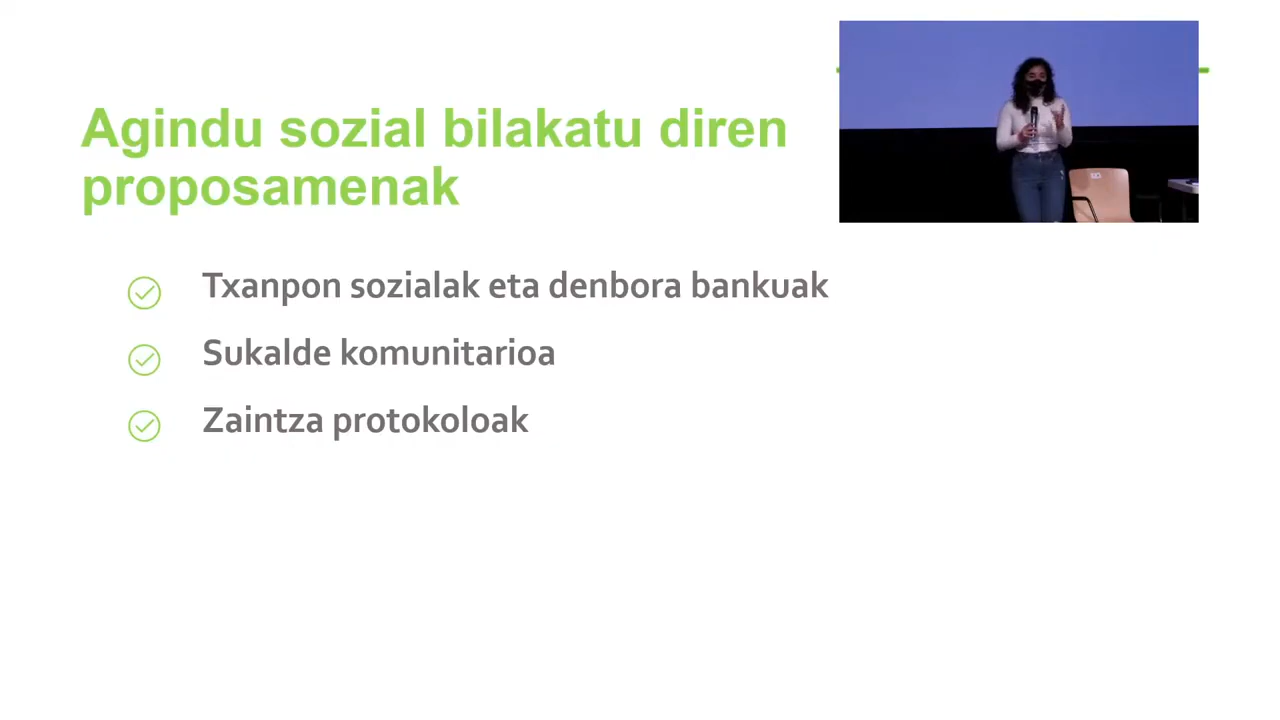 Agindu sozial bilakatu diren
proposamenak
Txanpon sozialak eta denbora bankuak
Sukalde komunitarioa
Zaintza protokoloak